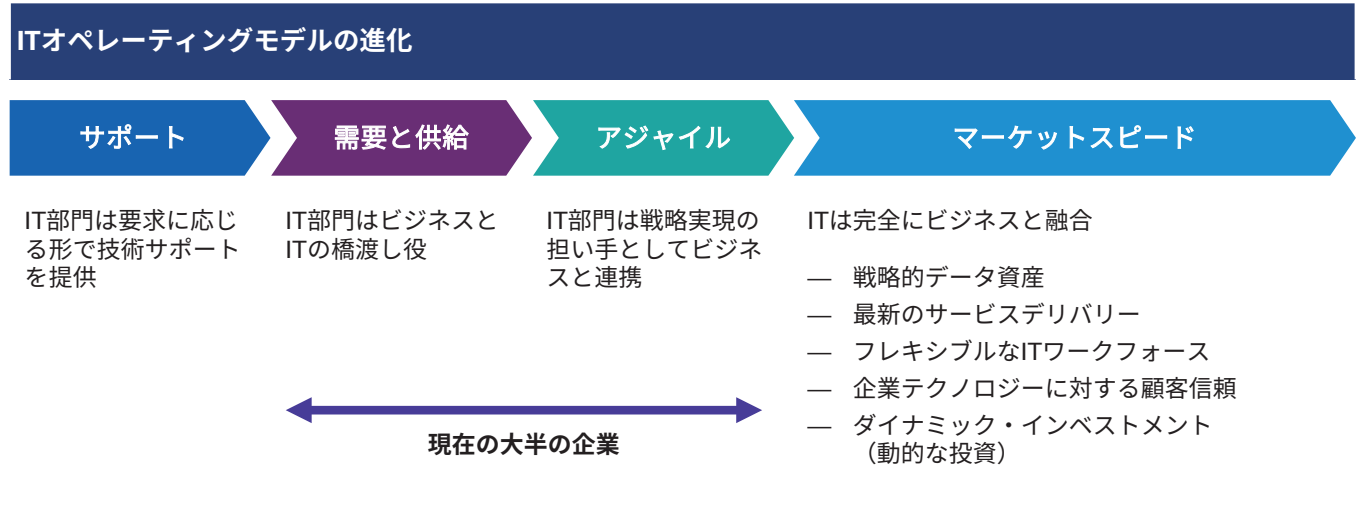 ITオペレーティングモデルの進化
サポート
需要と供給
アジャイル
マーケットスピード
IT部門は要求に応じ
る形で技術サポート
を提供
IT部門はビジネスと
ITの橋渡し役
IT部門は戦略実現の
担い手としてビジネ
スと連携
ITは完全にビジネスと融合
— 戦略的データ資産
— 最新のサービスデリバリー
— フレキシブルなITワークフォース
— 企業テクノロジーに対する顧客信頼
— ダイナミック・インベストメント
（動的な投資）
現在の大半の企業